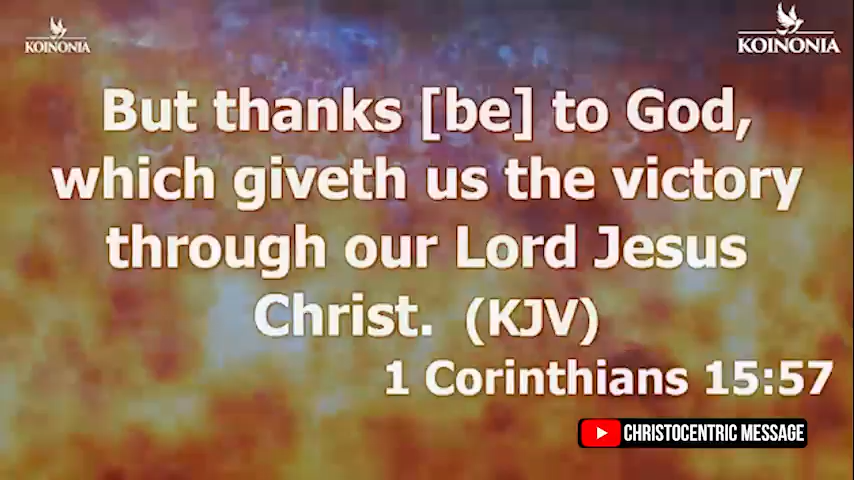 KOINONIA
KOINONIA
But thanks [be] to God,
which giveth us the victory
through our Lord Jesus
Christ. (KJV)
1 Corinthians 15:57
CHRISTOCENTRIC MESSAGE